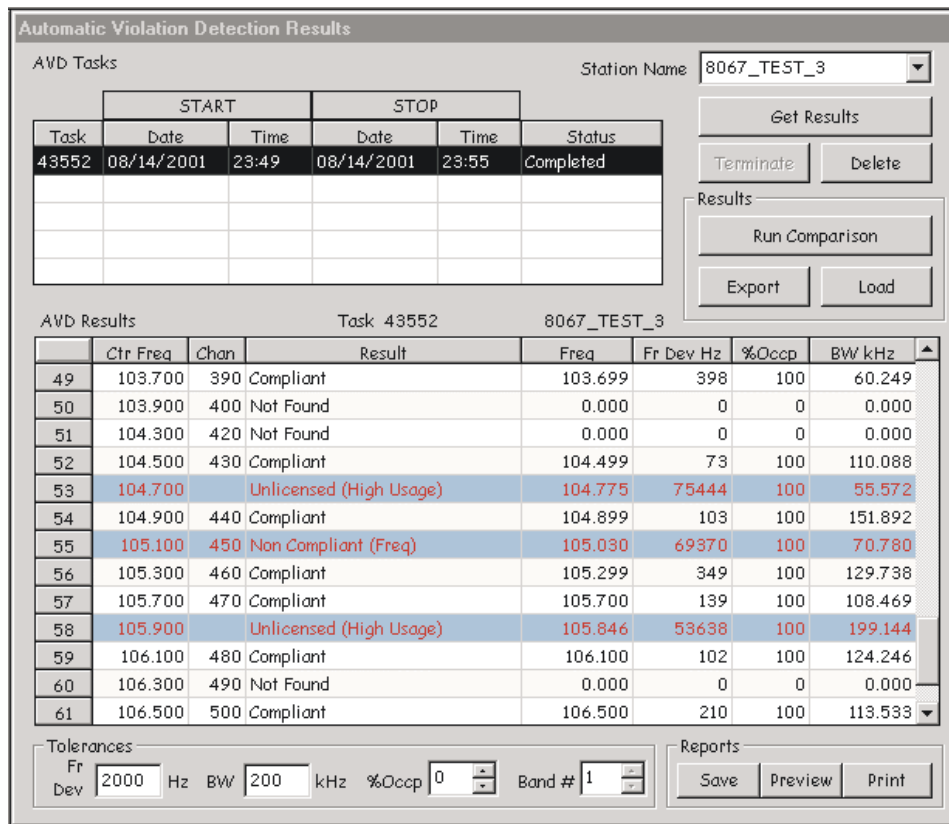 Automatic Violation Detection Results
AVD Tasks
Station Name 8067_TEST_3
START STOP
Get Results
Task Date Time Date Time Status
43552 08/14/2001 23:49 08/14/2001 23:55 Completed
Terminate Delete
Results
Run Comparison
Export Load
AVD Results Task 43552 8067_TEST_3
Ctr Freq Chan Result Freq Fr Dev Hz %Occp BW kHz
49 103.700 390 Compliant 103.699 398 100 60.249
50 103.900 400 Not Found 0.000 0 0 0.000
51 104.300 420 Not Found 0.000 0 0 0.000
52 104.500 430 Compliant 104.499 73 100 110.088
53 104.700 Unlicensed (High Usage) 104.775 75444 100 55.572
54 104.900 440 Compliant 104.899 103 100 151.892
55 105.100 450 Non Compliant (Freq) 105.030 69370 100 70.780
56 105.300 460 Compliant 105.299 349 100 129.738
57 105.700 470 Compliant 105.700 139 100 108.469
58 105.900 Unlicensed (High Usage) 105.846 53638 100 199.144
59 106.100 480 Compliant 106.100 102 100 124.246
60 106.300 490 Not Found 0.000 0 0 0.000
61 106.500 500 Compliant 106.500 210 100 113.533
Tolerances
Fr Dev 2000 Hz BW 200 kHz %Occp 0 Band # 1
Reports
Save Preview Print